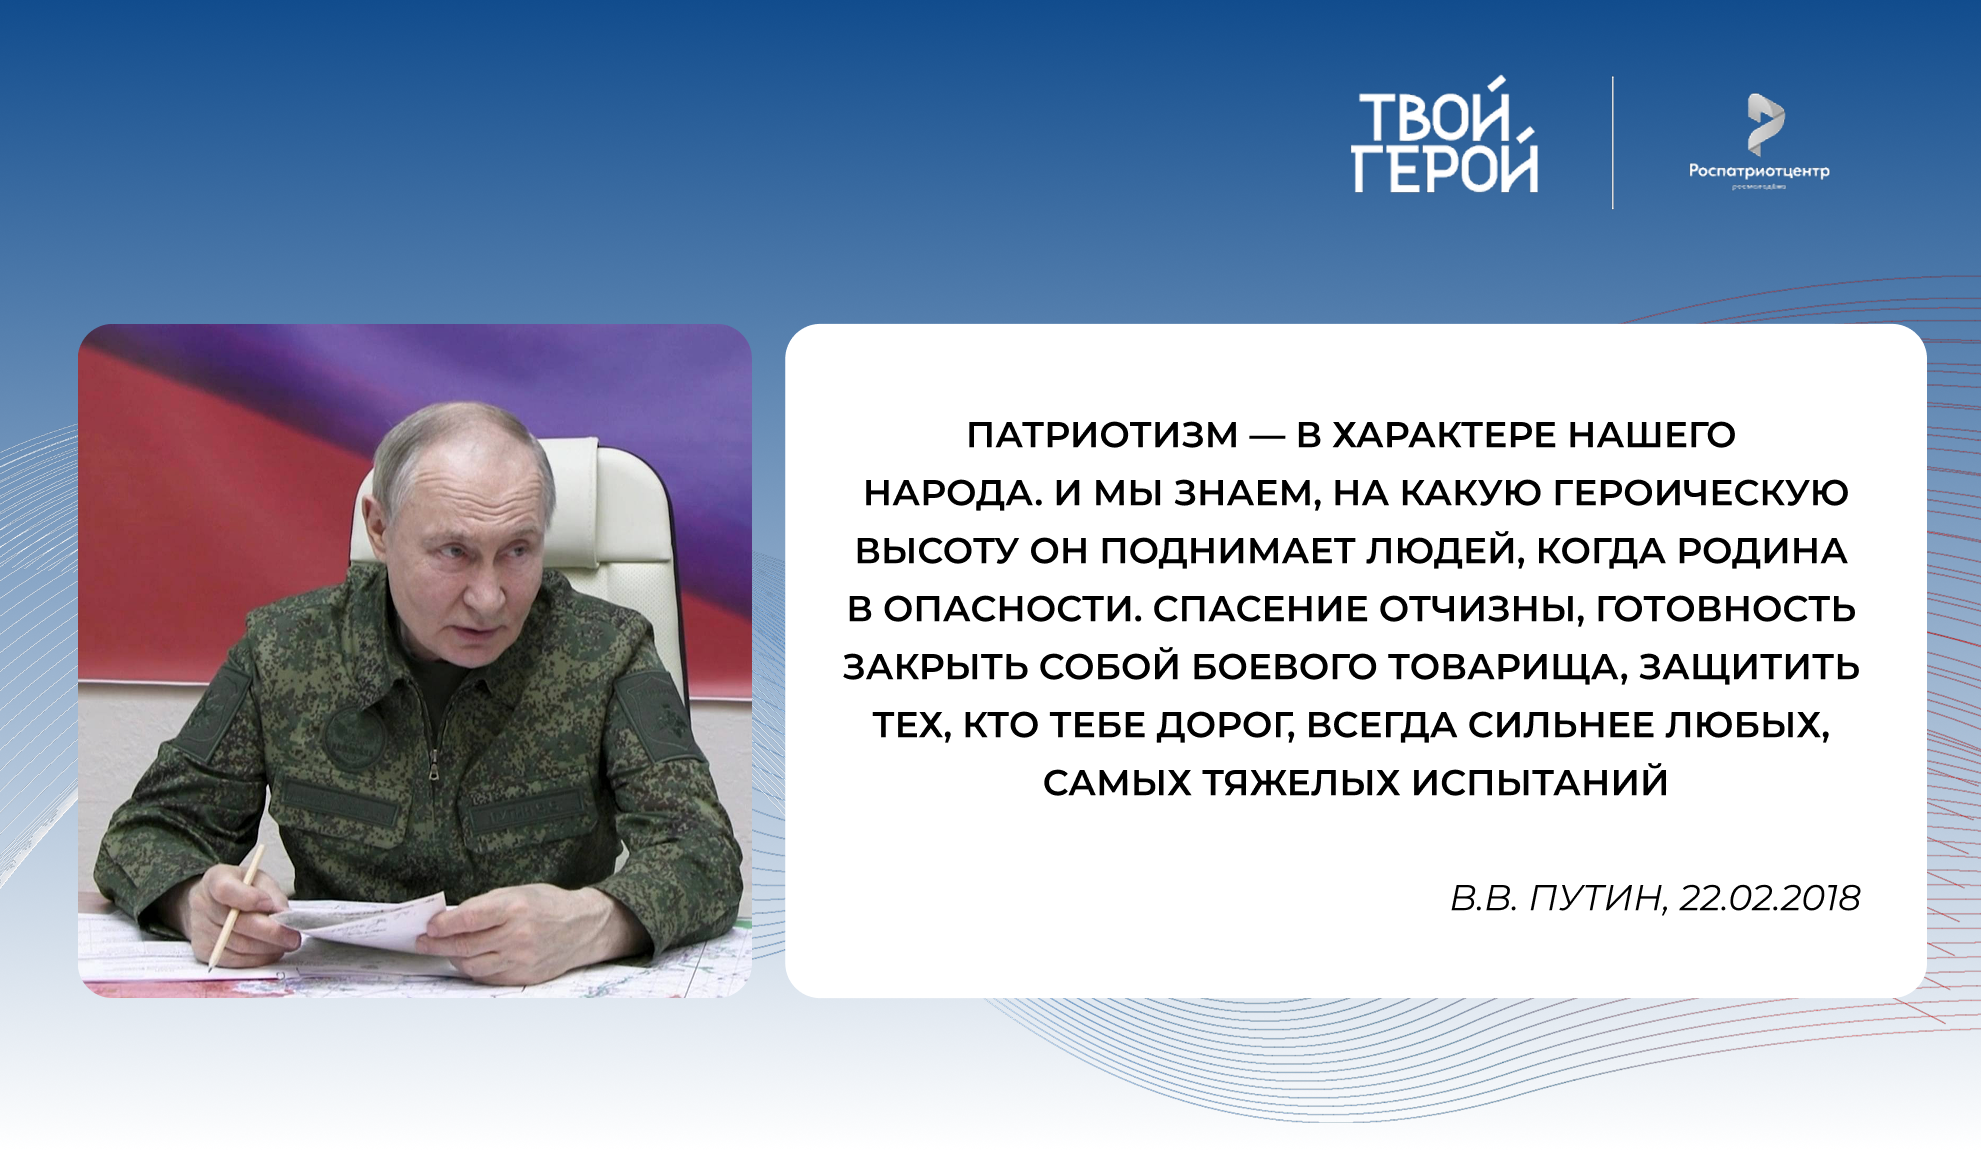 ТВОЙ
ГЕРОЙ
Роспатриотцентр
росмолодёжь
ПАТРИОТИЗМ — В ХАРАКТЕРЕ НАШЕГО
НАРОДА. И МЫ ЗНАЕМ, НА КАКУЮ ГЕРОИЧЕСКУЮ
ВЫСОТУ ОН ПОДНИМАЕТ ЛЮДЕЙ, КОГДА РОДИНА
В ОПАСНОСТИ. СПАСЕНИЕ ОТЧИЗНЫ, ГОТОВНОСТЬ
ЗАКРЫТЬ СОБОЙ БОЕВОГО ТОВАРИЩА, ЗАЩИТИТЬ
ТЕХ, КТО ТЕБЕ ДОРОГ, ВСЕГДА СИЛЬНЕЕ ЛЮБЫХ,
САМЫХ ТЯЖЕЛЫХ ИСПЫТАНИЙ
В.В. ПУТИН, 22.02.2018